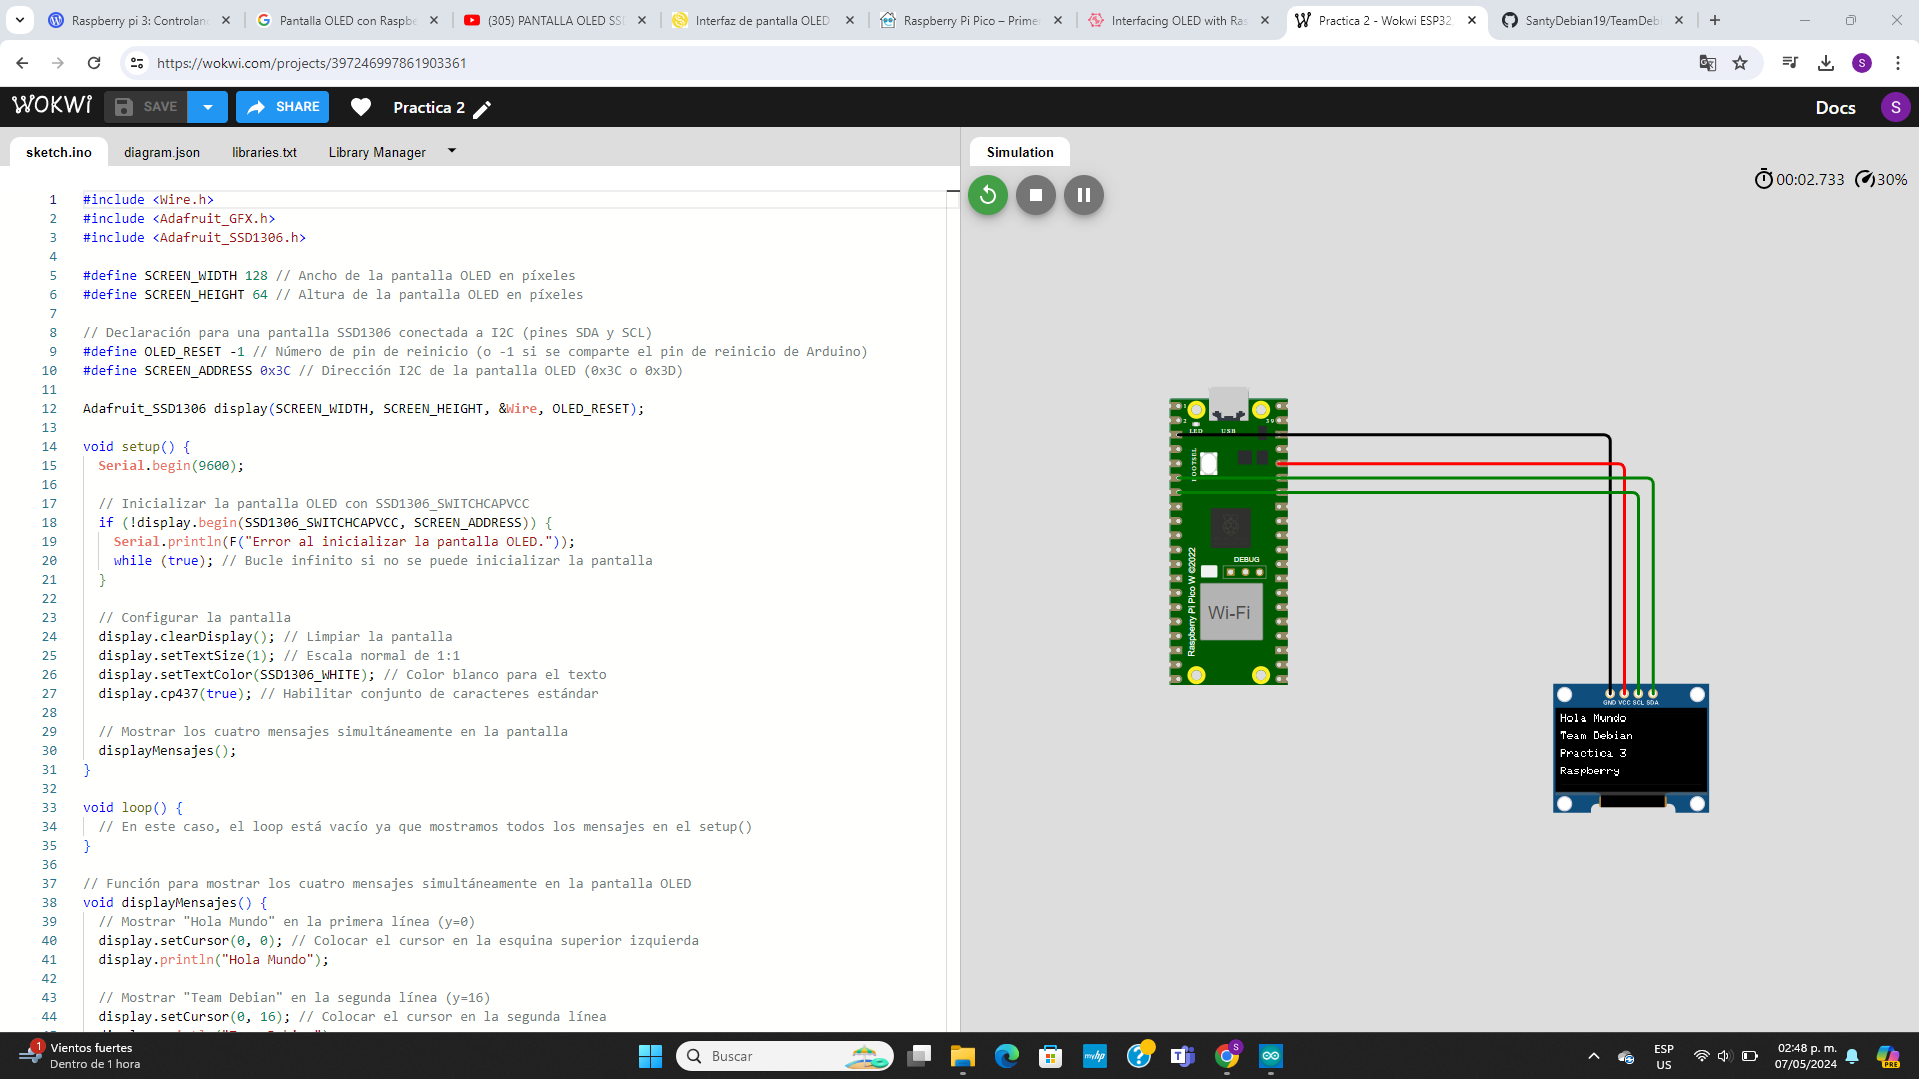 Raspberry pi 3: Controlan
Pantalla OLED con Raspbe
(305) PANTALLA OLED SSD
Interfaz de pantalla OLED
Raspberry Pi Pico – Prime
Interfacing OLED with Ras
Practica 2 - Wokwi ESP32
SantyDebian19/TeamDeb
https://wokwi.com/projects/397246997861903361
S
WOKWI
SAVE
SHARE
Practica 2
Docs
S
sketch.ino
diagram.json
libraries.txt
Library Manager
Simulation
00:02.733
30%
1 #include <Wire.h>
2 #include <Adafruit_GFX.h>
3 #include <Adafruit_SSD1306.h>
4
5 #define SCREEN_WIDTH 128 // Ancho de la pantalla OLED en píxeles
6 #define SCREEN_HEIGHT 64 // Altura de la pantalla OLED en píxeles
7
8 // Declaración para una pantalla SSD1306 conectada a I2C (pines SDA y SCL)
9 #define OLED_RESET -1 // Número de pin de reinicio (o -1 si se comparte el pin de reinicio de Arduino)
10 #define SCREEN_ADDRESS 0x3C // Dirección I2C de la pantalla OLED (0x3C o 0x3D)
11
12 Adafruit_SSD1306 display(SCREEN_WIDTH, SCREEN_HEIGHT, &Wire, OLED_RESET);
13
14 void setup() {
15 Serial.begin(9600);
16
17 // Inicializar la pantalla OLED con SSD1306_SWITCHCAPVCC
18 if (!display.begin(SSD1306_SWITCHCAPVCC, SCREEN_ADDRESS)) {
19 Serial.println(F("Error al inicializar la pantalla OLED."));
20 while (true); // Bucle infinito si no se puede inicializar la pantalla
21 }
22
23 // Configurar la pantalla
24 display.clearDisplay(); // Limpiar la pantalla
25 display.setTextSize(1); // Escala normal de 1:1
26 display.setTextColor(SSD1306_WHITE); // Color blanco para el texto
27 display.cp437(true); // Habilitar conjunto de caracteres estándar
28
29 // Mostrar los cuatro mensajes simultáneamente en la pantalla
30 displayMensajes();
31 }
32
33 void loop() {
34 // En este caso, el loop está vacío ya que mostramos todos los mensajes en el setup()
35 }
36
37 // Función para mostrar los cuatro mensajes simultáneamente en la pantalla OLED
38 void displayMensajes() {
39 // Mostrar "Hola Mundo" en la primera línea (y=0)
40 display.setCursor(0, 0); // Colocar el cursor en la esquina superior izquierda
41 display.println("Hola Mundo");
42
43 // Mostrar "Team Debian" en la segunda línea (y=16)
44 display.setCursor(0, 16); // Colocar el cursor en la segunda línea
LED
USB
BOOTSEL
DEBUG
Raspberry Pi Pico W ©2022
Wi-Fi
GND VCC SCL SDA
Hola Mundo
Team Debian
Practica 3
Raspberry
1
Vientos fuertes
Dentro de 1 hora
Buscar
myhp
S
ESP
US
02:48 p. m.
07/05/2024
PRE